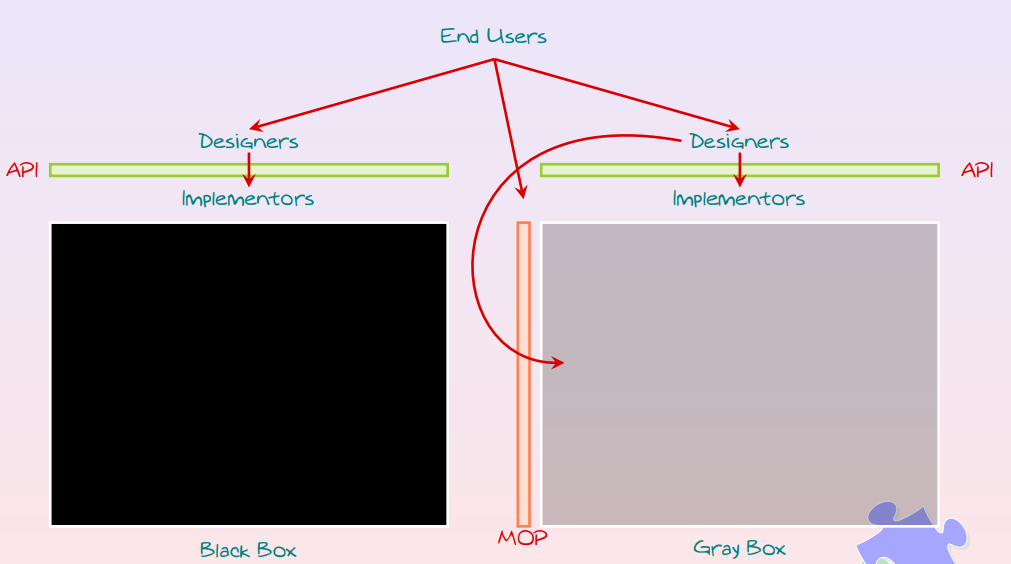 End Users
Designers
Designers
API
API
Implementors
Implementors
MOP
Black Box
Gray Box